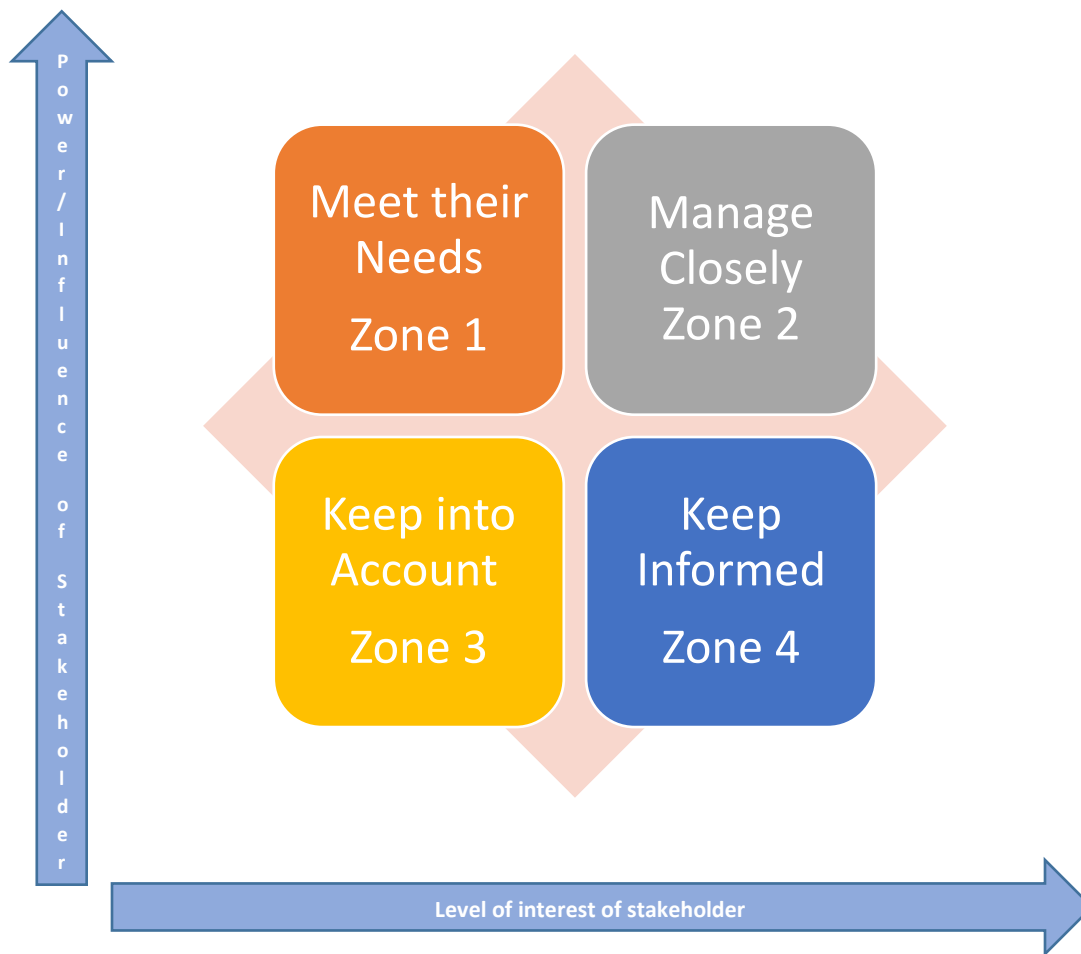 Power/Influence of Stakeholder
Meet their
Needs
Zone 1
Manage
Closely
Zone 2
Keep into
Account
Zone 3
Keep
Informed
Zone 4
Level of interest of stakeholder